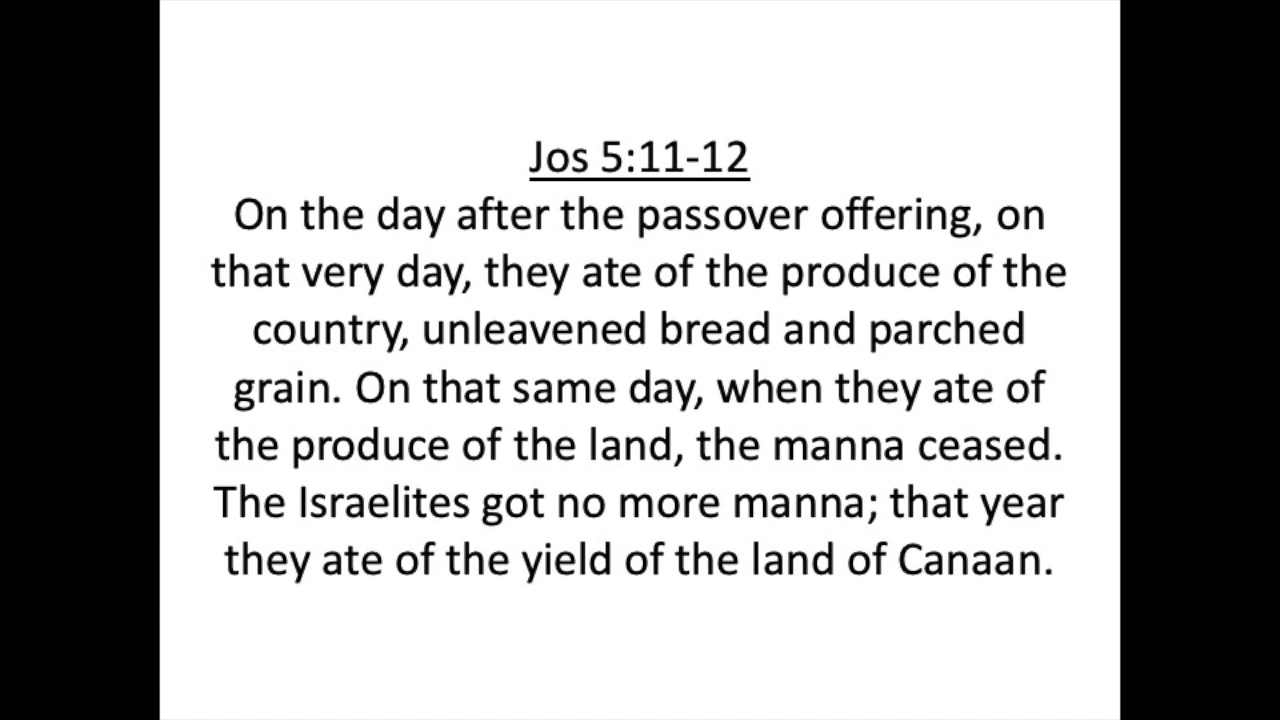 Jos 5:11-12
On the day after the passover offering, on
that very day, they ate of the produce of the
country, unleavened bread and parched
grain. On that same day, when they ate of
the produce of the land, the manna ceased.
The Israelites got no more manna; that year
they ate of the yield of the land of Canaan.